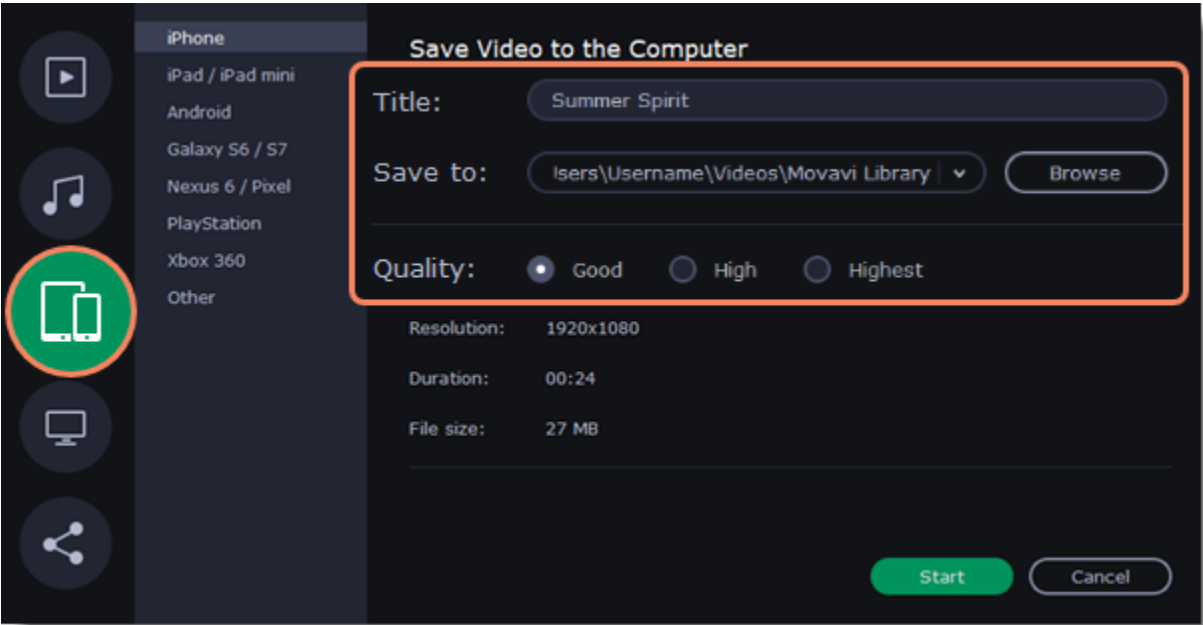 iPhone
iPad / iPad mini
Android
Galaxy S6 / S7
Nexus 6 / Pixel
PlayStation
Xbox 360
Other
Save Video to the Computer
Title: Summer Spirit
Save to: sers\Username\Videos\Movavi Library Browse
Quality: Good High Highest
Resolution: 1920x1080
Duration: 00:24
File size: 27 MB
Start Cancel